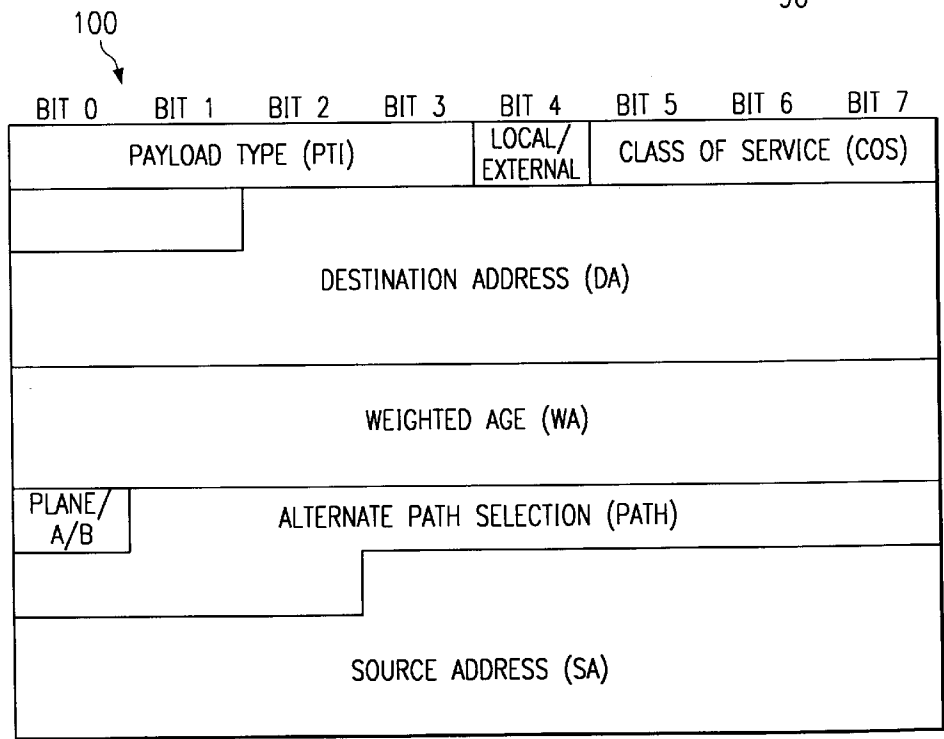 100
BIT 0 BIT 1 BIT 2 BIT 3 BIT 4 BIT 5 BIT 6 BIT 7
PAYLOAD TYPE (PTI) LOCAL/ EXTERNAL CLASS OF SERVICE (COS)
DESTINATION ADDRESS (DA)
WEIGHTED AGE (WA)
PLANE/ A/B ALTERNATE PATH SELECTION (PATH)
SOURCE ADDRESS (SA)